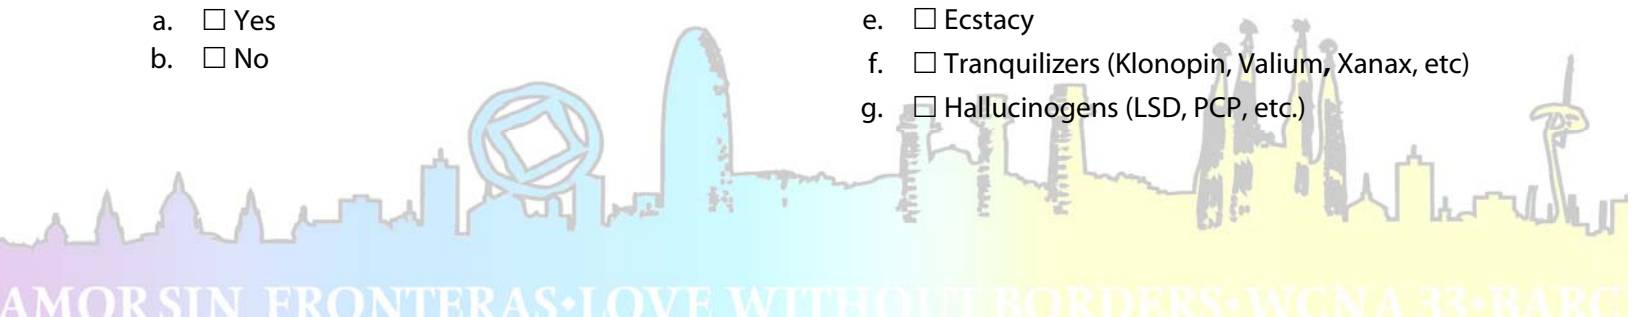 a. ☐ Yes
b. ☐ No
e. ☐ Ecstacy
f. ☐ Tranquilizers (Klonopin, Valium, Xanax, etc)
g. ☐ Hallucinogens (LSD, PCP, etc.)
AMOR SIN FRONTERAS•LOVE WITHOUT BORDERS•WCNA 33•BARC